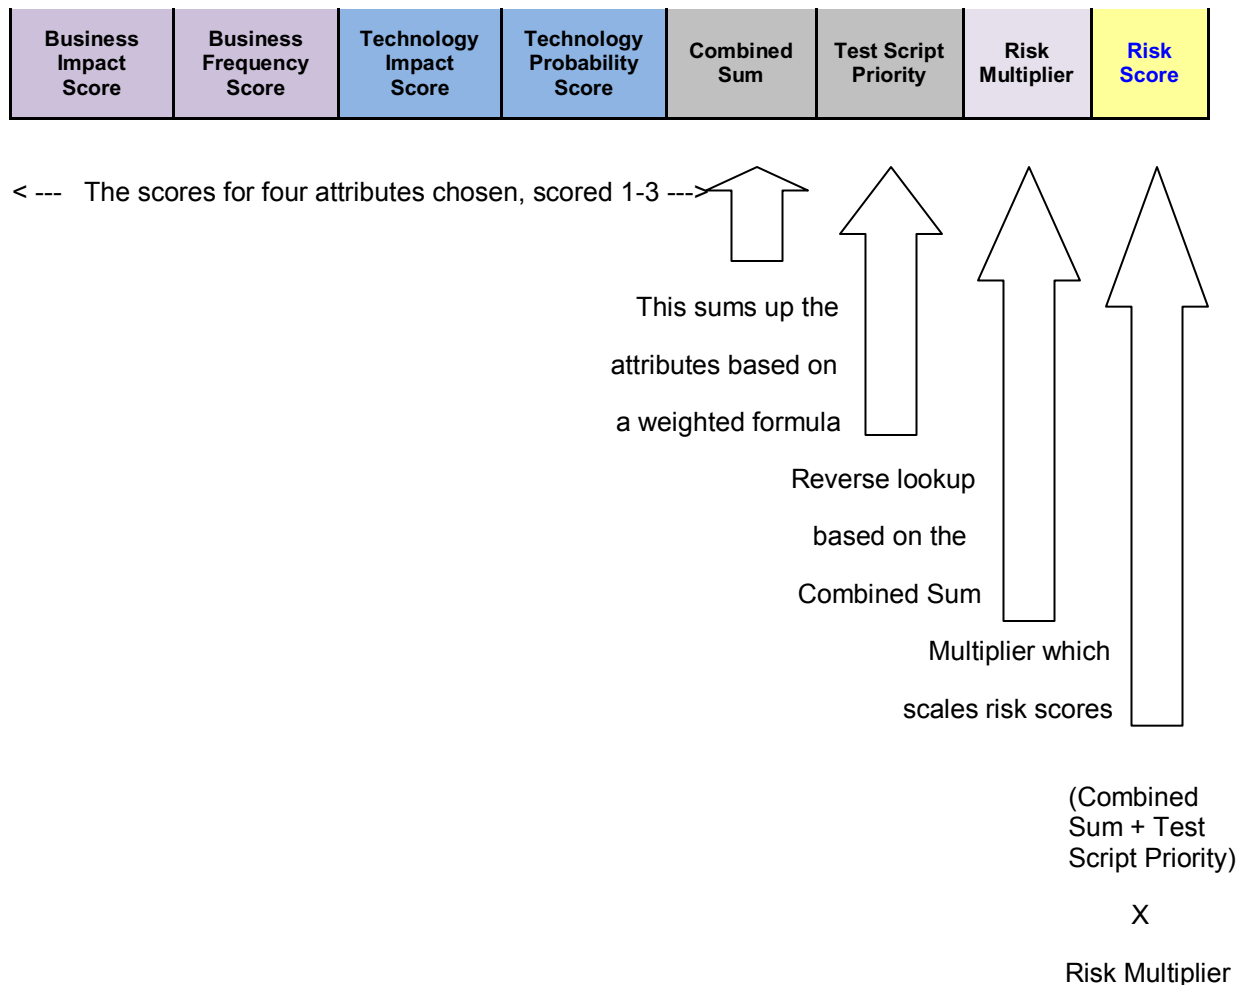 Business
Impact
Score
Business
Frequency
Score
Technology
Impact
Score
Technology
Probability
Score
Combined
Sum
Test Script
Priority
Risk
Multiplier
Risk
Score
< --- The scores for four attributes chosen, scored 1-3 --->
This sums up the
attributes based on
a weighted formula
Reverse lookup
based on the
Combined Sum
Multiplier which
scales risk scores
(Combined
Sum + Test
Script Priority)
X
Risk Multiplier